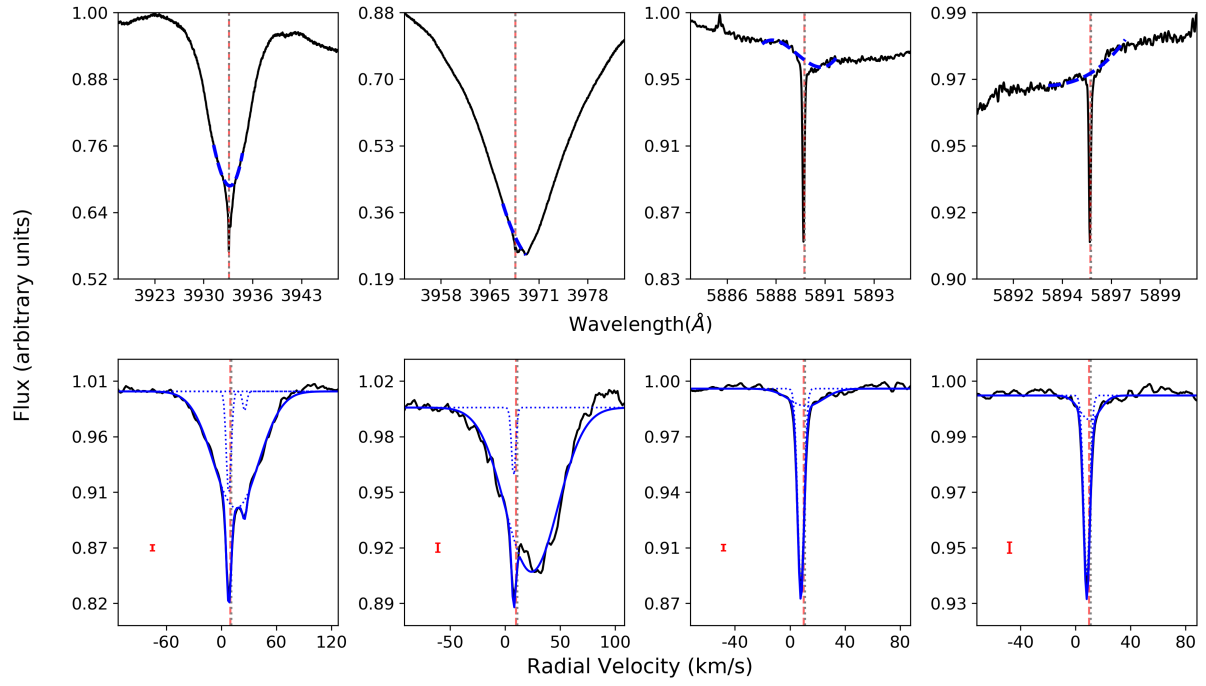 1.00 0.88 1.00 0.99
0.88 0.70 0.95 0.97
0.76 0.53 0.91 0.95
0.64 0.36 0.87 0.92
0.52 0.19 0.83 0.90
3923 3930 3936 3943 3958 3965 3971 3978 5886 5888 5891 5893 5892 5894 5897 5899
Wavelength(Å)
Flux (arbitrary units)
1.01 1.02 1.00 1.00
0.96 0.98 0.97 0.99
0.91 0.95 0.94 0.97
0.87 0.92 0.91 0.95
0.82 0.89 0.87 0.93
-60 0 60 120 -50 0 50 100 -40 0 40 80 -40 0 40 80
Radial Velocity (km/s)